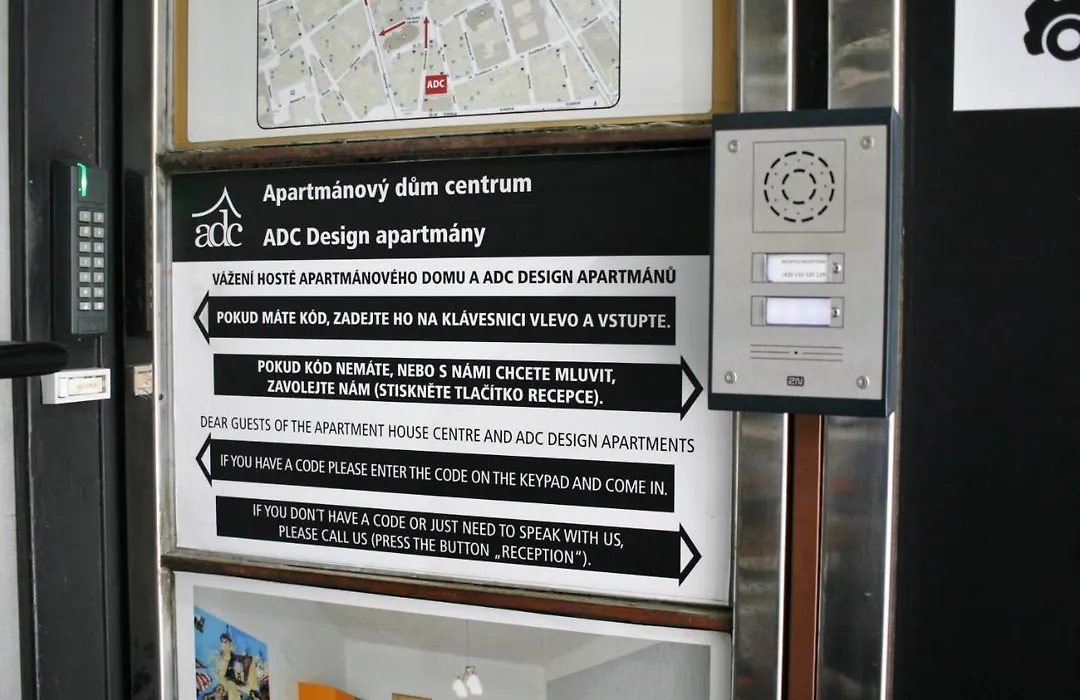 ADC
Apartmánový dům centrum
adc
ADC Design apartmány
VÁŽENÍ HOSTÉ APARTMÁNOVÉHO DOMU A ADC DESIGN APARTMÁNŮ
POKUD MÁTE KÓD, ZADEJTE HO NA KLÁVESNICI VLEVO A VSTUPTE.
POKUD KÓD NEMÁTE, NEBO S NÁMI CHCETE MLUVIT,
ZAVOLEJTE NÁM (STISKNĚTE TLAČÍTKO RECEPCE).
DEAR GUESTS OF THE APARTMENT HOUSE CENTRE AND ADC DESIGN APARTMENTS
IF YOU HAVE A CODE PLEASE ENTER THE CODE ON THE KEYPAD AND COME IN.
IF YOU DON'T HAVE A CODE OR JUST NEED TO SPEAK WITH US,
PLEASE CALL US (PRESS THE BUTTON „RECEPTION").
2N